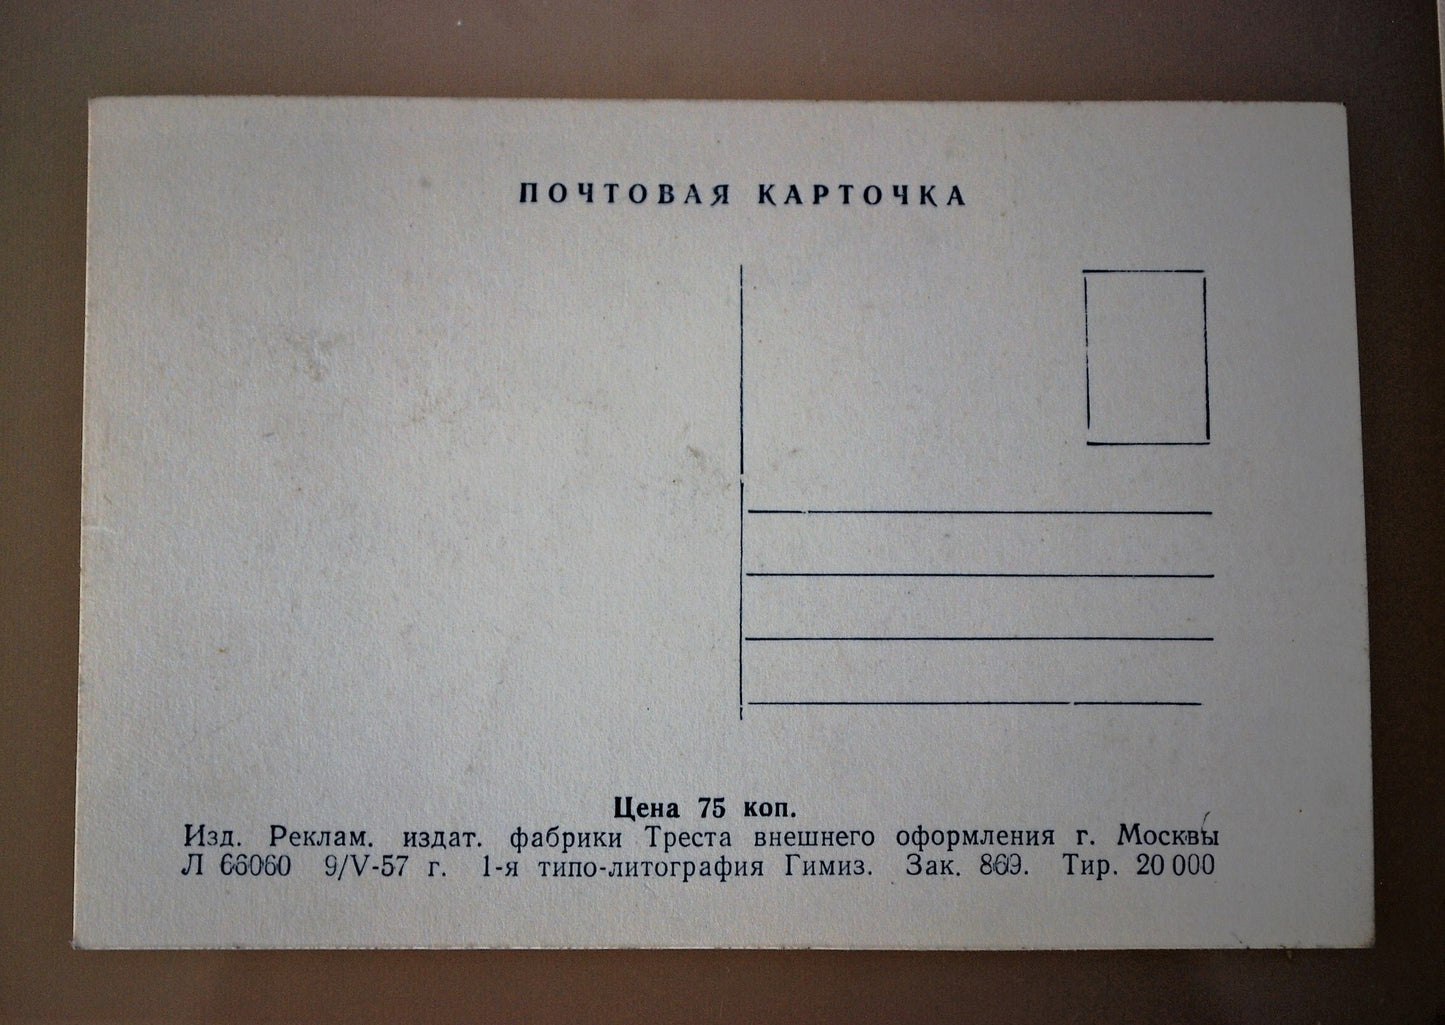 ПОЧТОВАЯ КАРТОЧКА
Цена 75 коп.
Изд. Реклам. издат. фабрики Треста внешнего оформления г. Москвы
Л 66060 9/V-57 г. 1-я типо-литография Гимиз. Зак. 869. Тир. 20 000